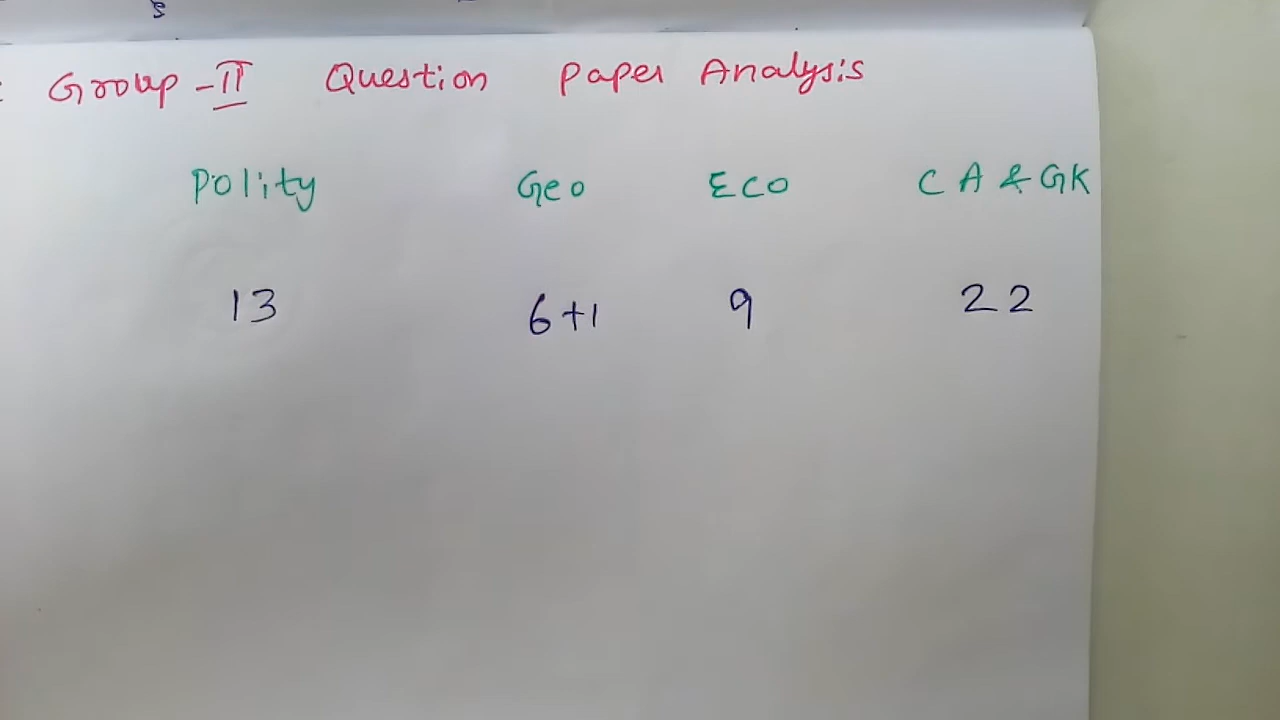 : Group-II Question Paper Analysis
Polity Geo ECO CA & GK
13 6+1 9 22